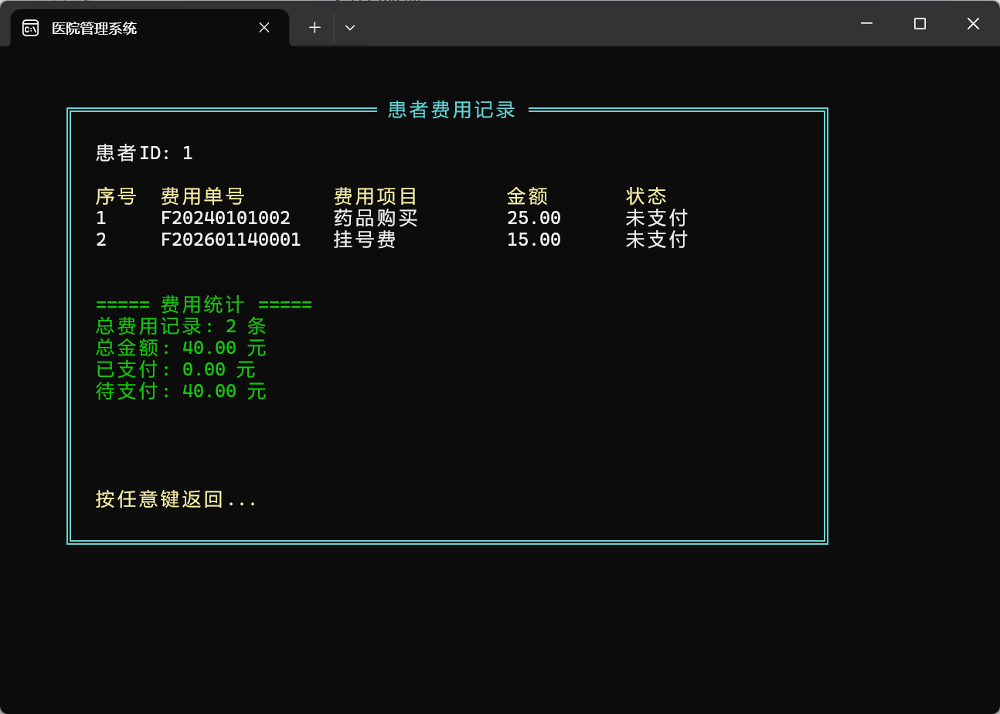 医院管理系统
患者费用记录
患者ID: 1
序号 费用单号 费用项目 金额 状态
1 F20240101002 药品购买 25.00 未支付
2 F202601140001 挂号费 15.00 未支付
===== 费用统计 =====
总费用记录: 2 条
总金额: 40.00 元
已支付: 0.00 元
待支付: 40.00 元
按任意键返回...